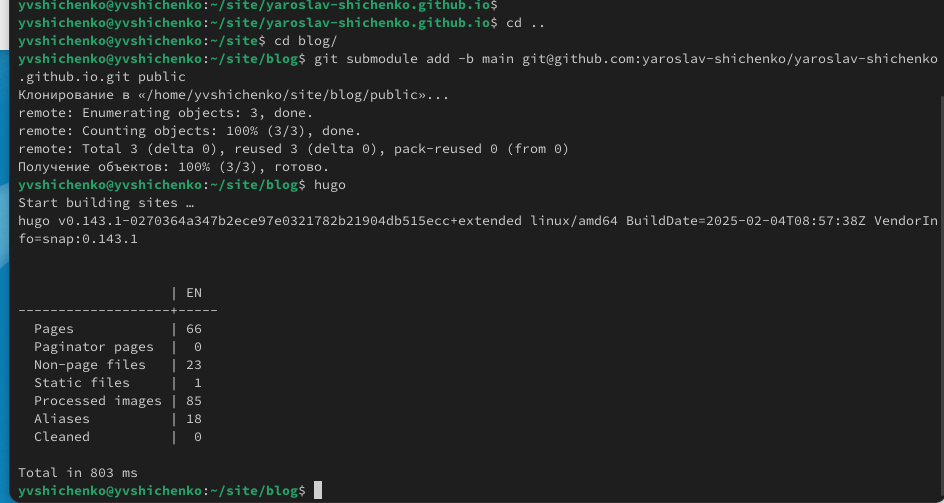 yvshichenko@yvshichenko:~/site/yaroslav-shichenko.github.io$
yvshichenko@yvshichenko:~/site/yaroslav-shichenko.github.io$ cd ..
yvshichenko@yvshichenko:~/site$ cd blog/
yvshichenko@yvshichenko:~/site/blog$ git submodule add -b main git@github.com:yaroslav-shichenko/yaroslav-shichenko
.github.io.git public
Клонирование в «/home/yvshichenko/site/blog/public»...
remote: Enumerating objects: 3, done.
remote: Counting objects: 100% (3/3), done.
remote: Total 3 (delta 0), reused 3 (delta 0), pack-reused 0 (from 0)
Получение объектов: 100% (3/3), готово.
yvshichenko@yvshichenko:~/site/blog$ hugo
Start building sites …
hugo v0.143.1-0270364a347b2ece97e0321782b21904db515ecc+extended linux/amd64 BuildDate=2025-02-04T08:57:38Z VendorIn
fo=snap:0.143.1
                   | EN
-------------------+-----
  Pages            | 66
  Paginator pages  |  0
  Non-page files   | 23
  Static files     |  1
  Processed images | 85
  Aliases          | 18
  Cleaned          |  0
Total in 803 ms
yvshichenko@yvshichenko:~/site/blog$